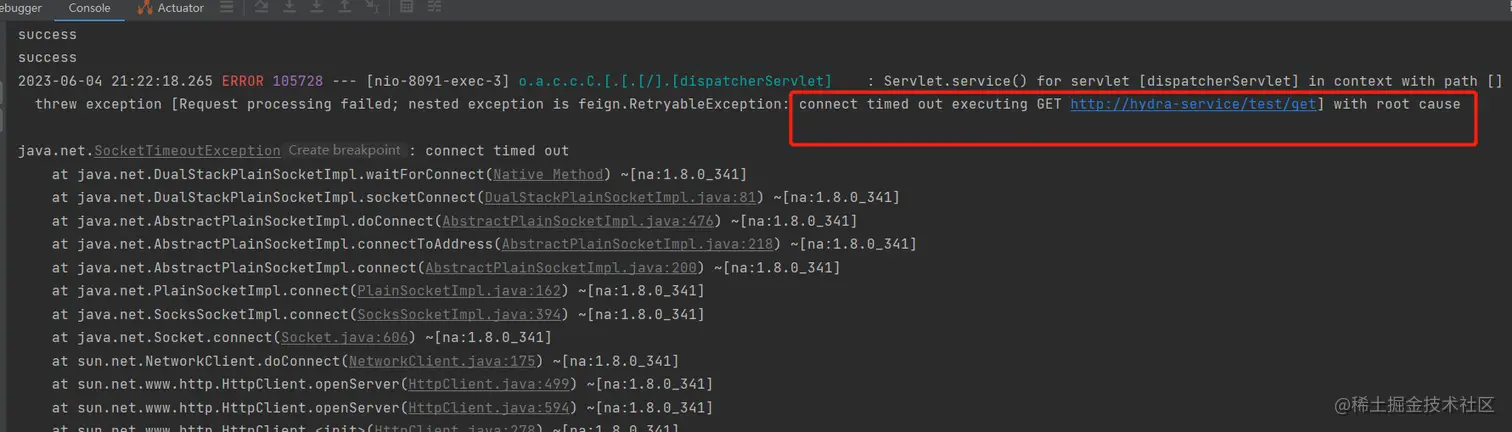 ebugger Console Actuator
success
success
2023-06-04 21:22:18.265 ERROR 105728 --- [nio-8091-exec-3] o.a.c.c.C.[.[.[/].[dispatcherServlet] : Servlet.service() for servlet [dispatcherServlet] in context with path []
threw exception [Request processing failed; nested exception is feign.RetryableException: connect timed out executing GET http://hydra-service/test/get] with root cause
java.net.SocketTimeoutException Create breakpoint : connect timed out
at java.net.DualStackPlainSocketImpl.waitForConnect(Native Method) ~[na:1.8.0_341]
at java.net.DualStackPlainSocketImpl.socketConnect(DualStackPlainSocketImpl.java:81) ~[na:1.8.0_341]
at java.net.AbstractPlainSocketImpl.doConnect(AbstractPlainSocketImpl.java:476) ~[na:1.8.0_341]
at java.net.AbstractPlainSocketImpl.connectToAddress(AbstractPlainSocketImpl.java:218) ~[na:1.8.0_341]
at java.net.AbstractPlainSocketImpl.connect(AbstractPlainSocketImpl.java:200) ~[na:1.8.0_341]
at java.net.PlainSocketImpl.connect(PlainSocketImpl.java:162) ~[na:1.8.0_341]
at java.net.SocksSocketImpl.connect(SocksSocketImpl.java:394) ~[na:1.8.0_341]
at java.net.Socket.connect(Socket.java:606) ~[na:1.8.0_341]
at sun.net.NetworkClient.doConnect(NetworkClient.java:175) ~[na:1.8.0_341]
at sun.net.www.http.HttpClient.openServer(HttpClient.java:499) ~[na:1.8.0_341]
at sun.net.www.http.HttpClient.openServer(HttpClient.java:594) ~[na:1.8.0_341]
at sun.net.www.http.HttpClient.<init>(HttpClient.java:278) ~[na:1.8.0_341]
@稀土掘金技术社区